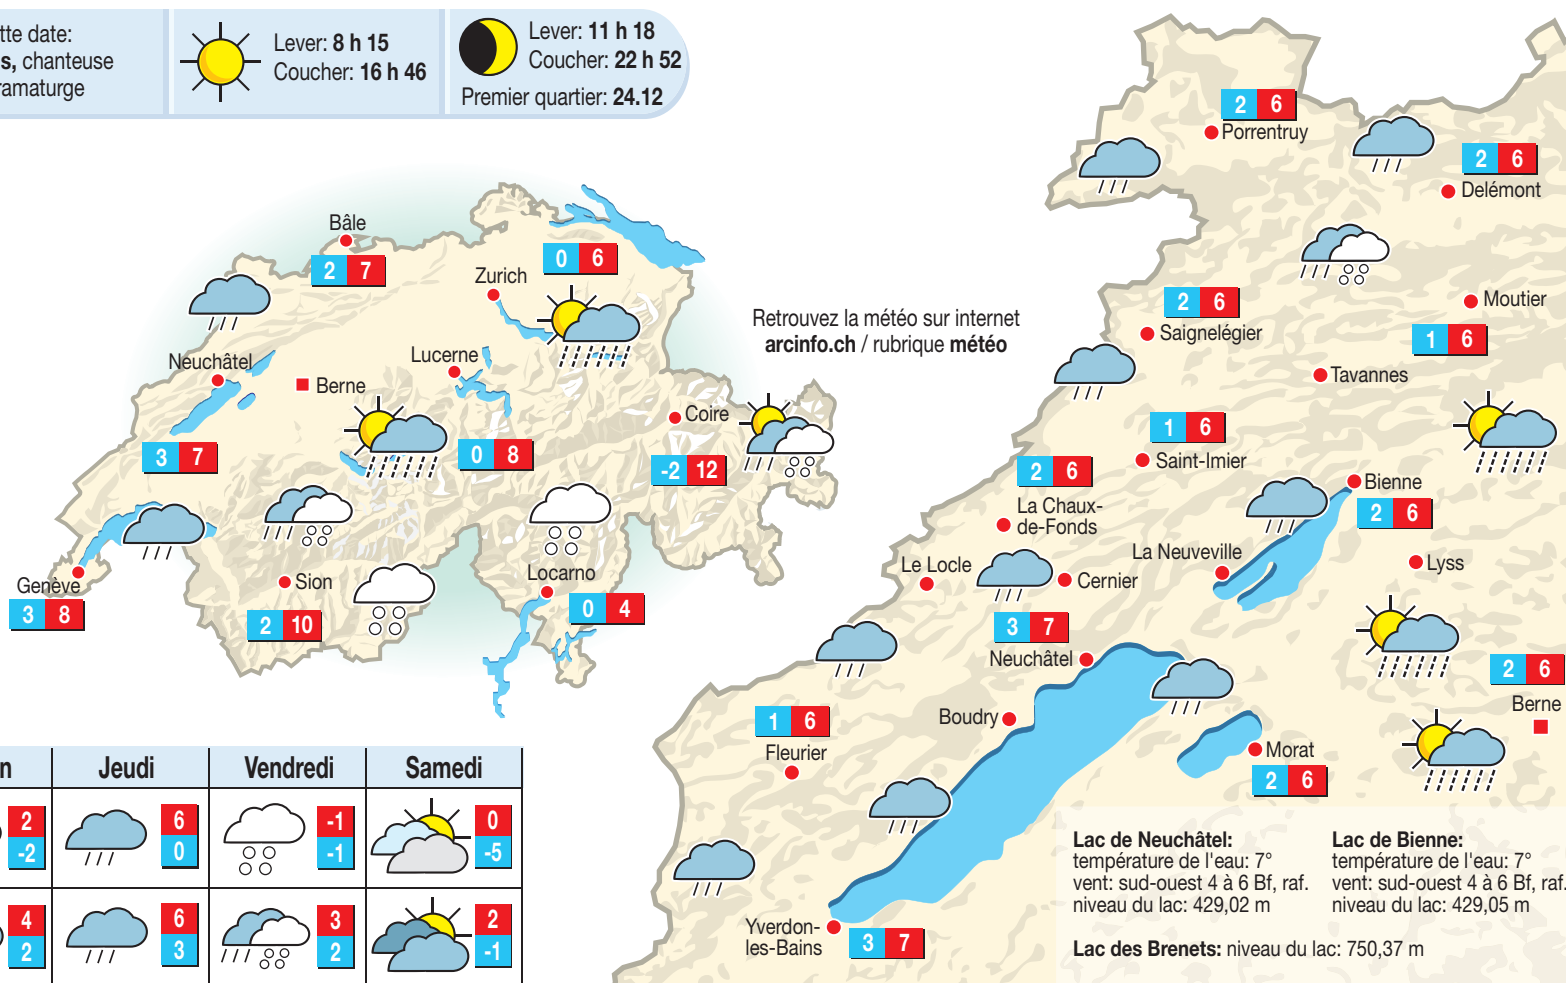 tte date:
s, chanteuse
ramaturge
Lever: 8 h 15
Coucher: 16 h 46
Lever: 11 h 18
Coucher: 22 h 52
Premier quartier: 24.12
Bâle
2 7
Zurich
0 6
Neuchâtel
3 7
Berne
Lucerne
0 8
Coire
-2 12
Genève
3 8
Sion
2 10
Locarno
0 4
Retrouvez la météo sur internet
arcinfo.ch / rubrique météo
n
Jeudi
Vendredi
Samedi
2
-2
6
0
-1
-1
0
-5
4
2
6
3
3
2
2
-1
2 6
Porrentruy
2 6
Delémont
Moutier
1 6
2 6
Saignelégier
Tavannes
1 6
Saint-Imier
2 6
La Chaux-
de-Fonds
Bienne
2 6
Le Locle
Cernier
La Neuveville
Lyss
3 7
Neuchâtel
2 6
Berne
1 6
Fleurier
Boudry
Morat
2 6
Yverdon-
les-Bains
3 7
Lac de Neuchâtel:
température de l'eau: 7°
vent: sud-ouest 4 à 6 Bf, raf.
niveau du lac: 429,02 m
Lac de Bienne:
température de l'eau: 7°
vent: sud-ouest 4 à 6 Bf, raf.
niveau du lac: 429,05 m
Lac des Brenets: niveau du lac: 750,37 m